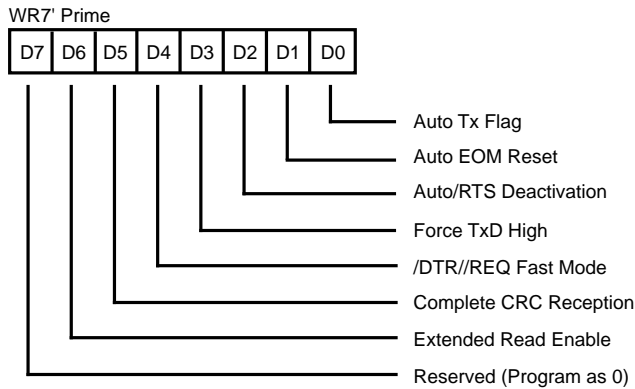 WR7' Prime
D7 D6 D5 D4 D3 D2 D1 D0
Auto Tx Flag
Auto EOM Reset
Auto/RTS Deactivation
Force TxD High
/DTR//REQ Fast Mode
Complete CRC Reception
Extended Read Enable
Reserved (Program as 0)